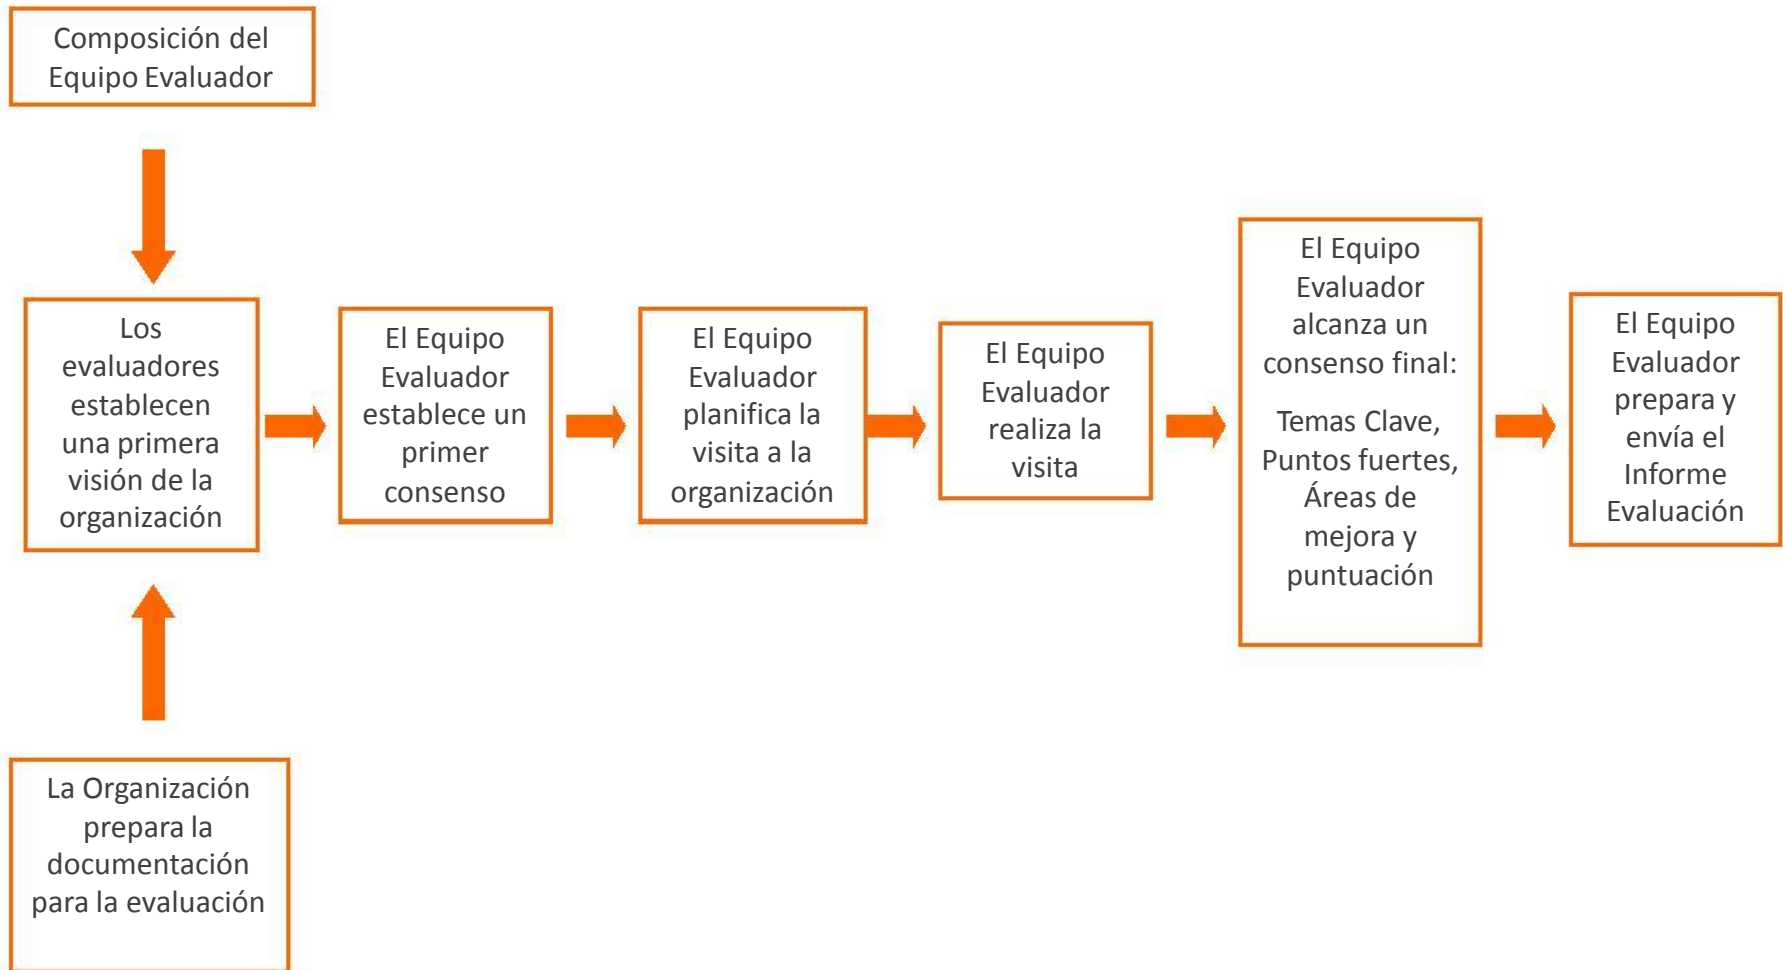 Composición del
Equipo Evaluador
Los
evaluadores
establecen
una primera
visión de la
organización
El Equipo
Evaluador
establece un
primer
consenso
El Equipo
Evaluador
planifica la
visita a la
organización
El Equipo
Evaluador
realiza la
visita
El Equipo
Evaluador
alcanza un
consenso final:
Temas Clave,
Puntos fuertes,
Áreas de
mejora y
puntuación
El Equipo
Evaluador
prepara y
envía el
Informe
Evaluación
La Organización
prepara la
documentación
para la evaluación